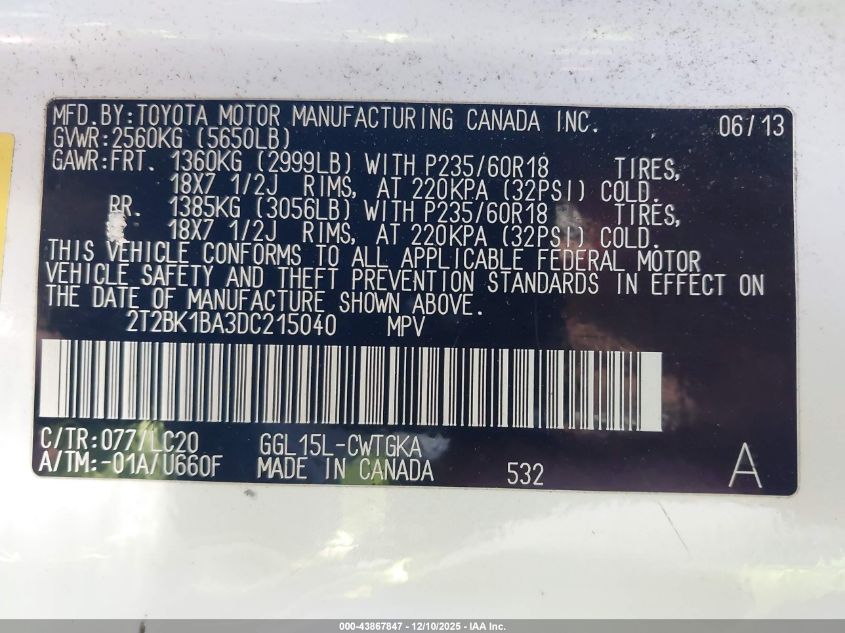 MFD.BY:TOYOTA MOTOR MANUFACTURING CANADA INC. 06/13
GVWR:2560KG (5650LB)
GAWR:FRT. 1360KG (2999LB) WITH P235/60R18 TIRES,
18X7 1/2J RIMS, AT 220KPA (32PSI) COLD.
RR. 1385KG (3056LB) WITH P235/60R18 TIRES,
18X7 1/2J RIMS, AT 220KPA (32PSI) COLD.
THIS VEHICLE CONFORMS TO ALL APPLICABLE FEDERAL MOTOR
VEHICLE SAFETY AND THEFT PREVENTION STANDARDS IN EFFECT ON
THE DATE OF MANUFACTURE SHOWN ABOVE.
2T2BK1BA3DC215040 MPV
C/TR:077/LC20 GGL15L-CWTGKA
A/TM:-01A/U660F MADE IN CANADA 532 A
000-43867847 - 12/10/2025 - IAA Inc.